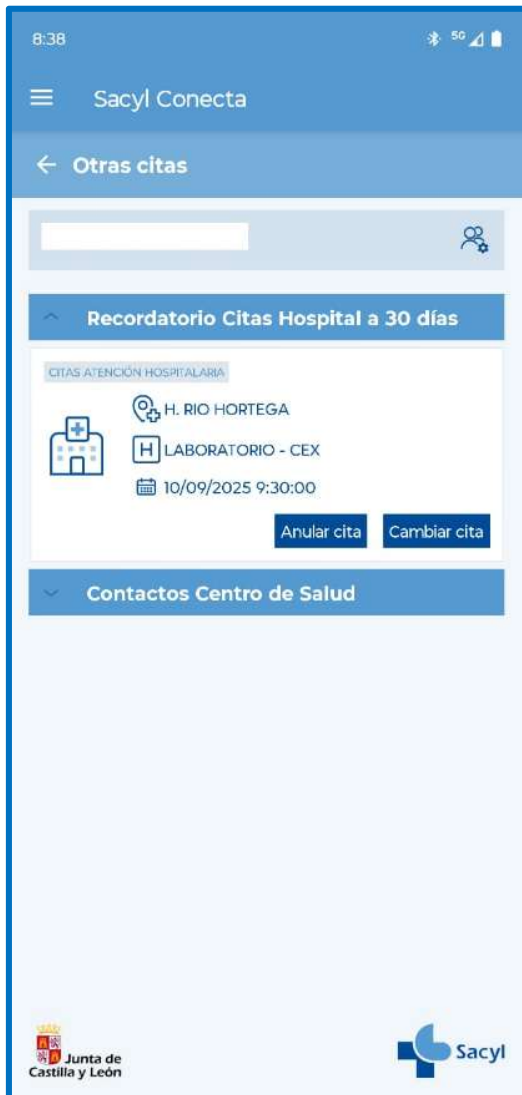 8:38
5G
Sacyl Conecta
Otras citas
Recordatorio Citas Hospital a 30 días
CITAS ATENCIÓN HOSPITALARIA
H. RIO HORTEGA
H LABORATORIO - CEX
10/09/2025 9:30:00
Anular cita Cambiar cita
Contactos Centro de Salud
Junta de
Castilla y León
Sacyl